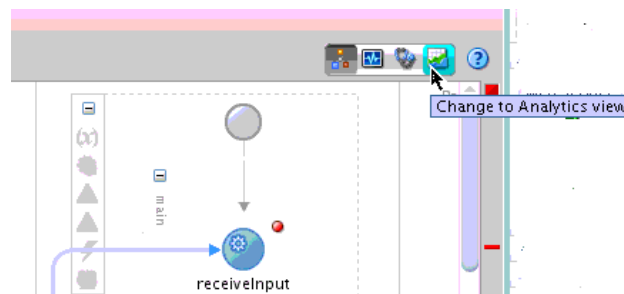 ?
Change to Analytics view
(x)
main
receiveInput